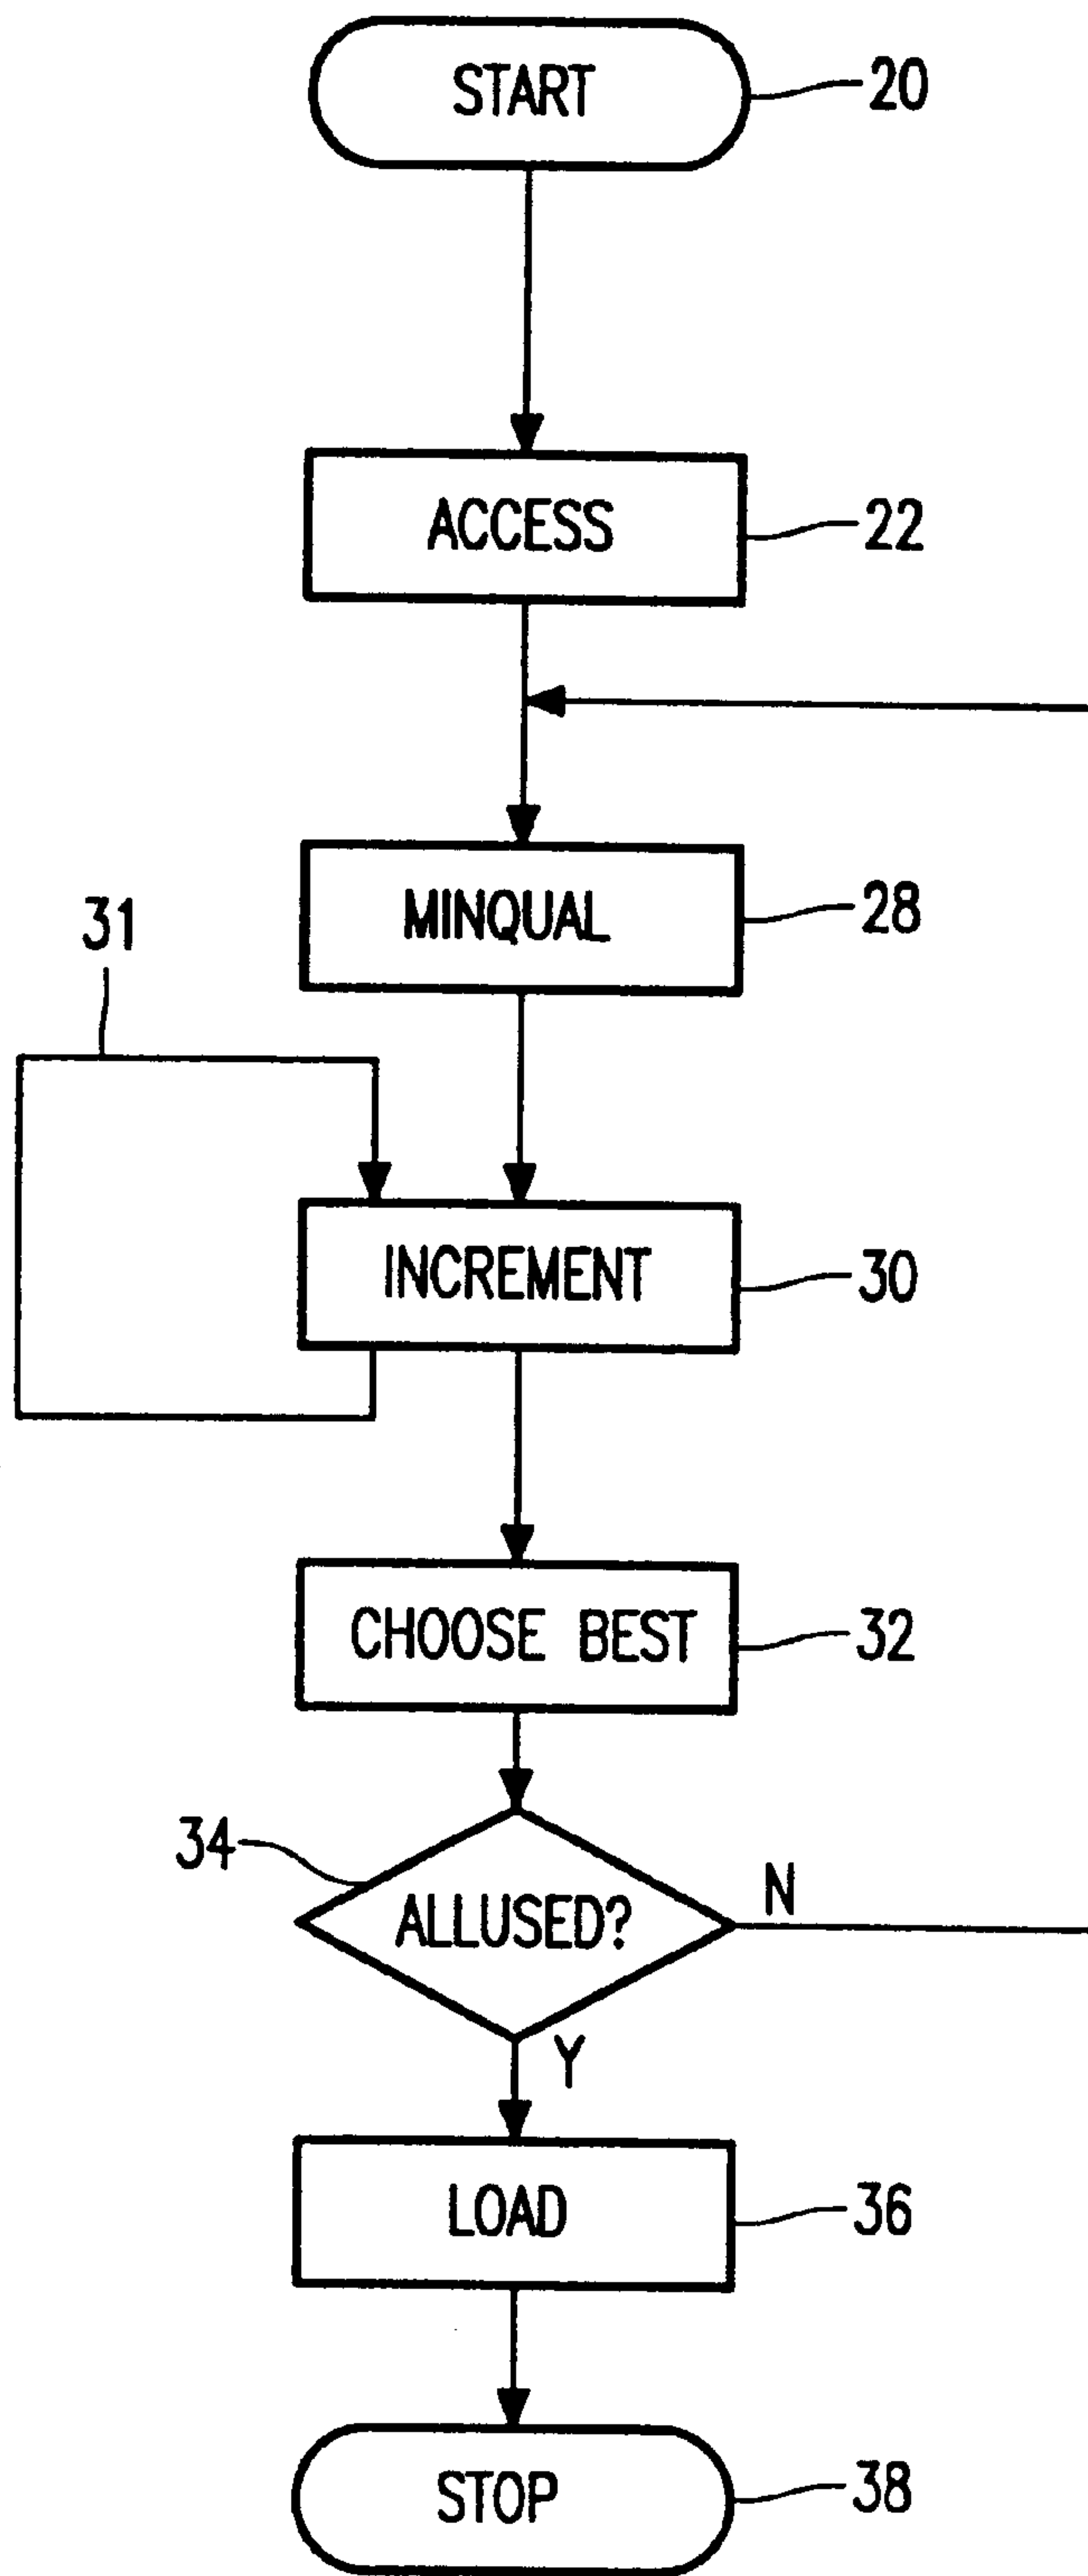 START
20
ACCESS
22
MINQUAL
28
31
INCREMENT
30
CHOOSE BEST
32
34
ALLUSED?
N
Y
LOAD
36
STOP
38